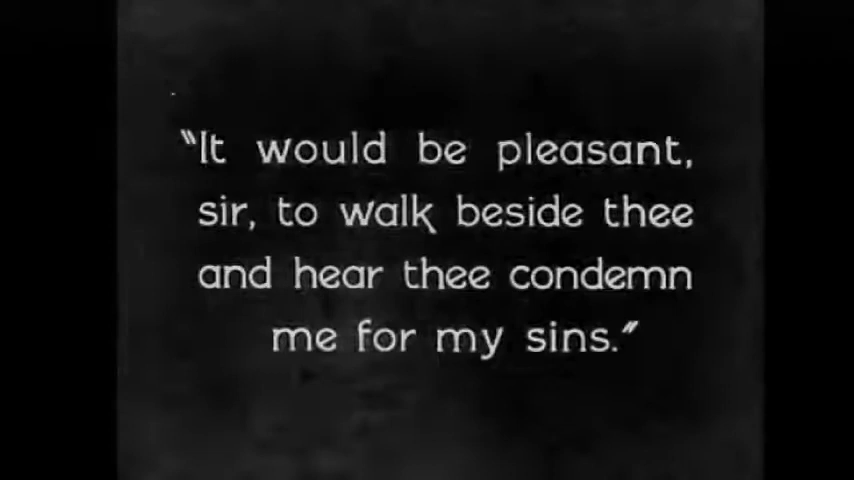 "It would be pleasant,
sir, to walk beside thee
and hear thee condemn
me for my sins."